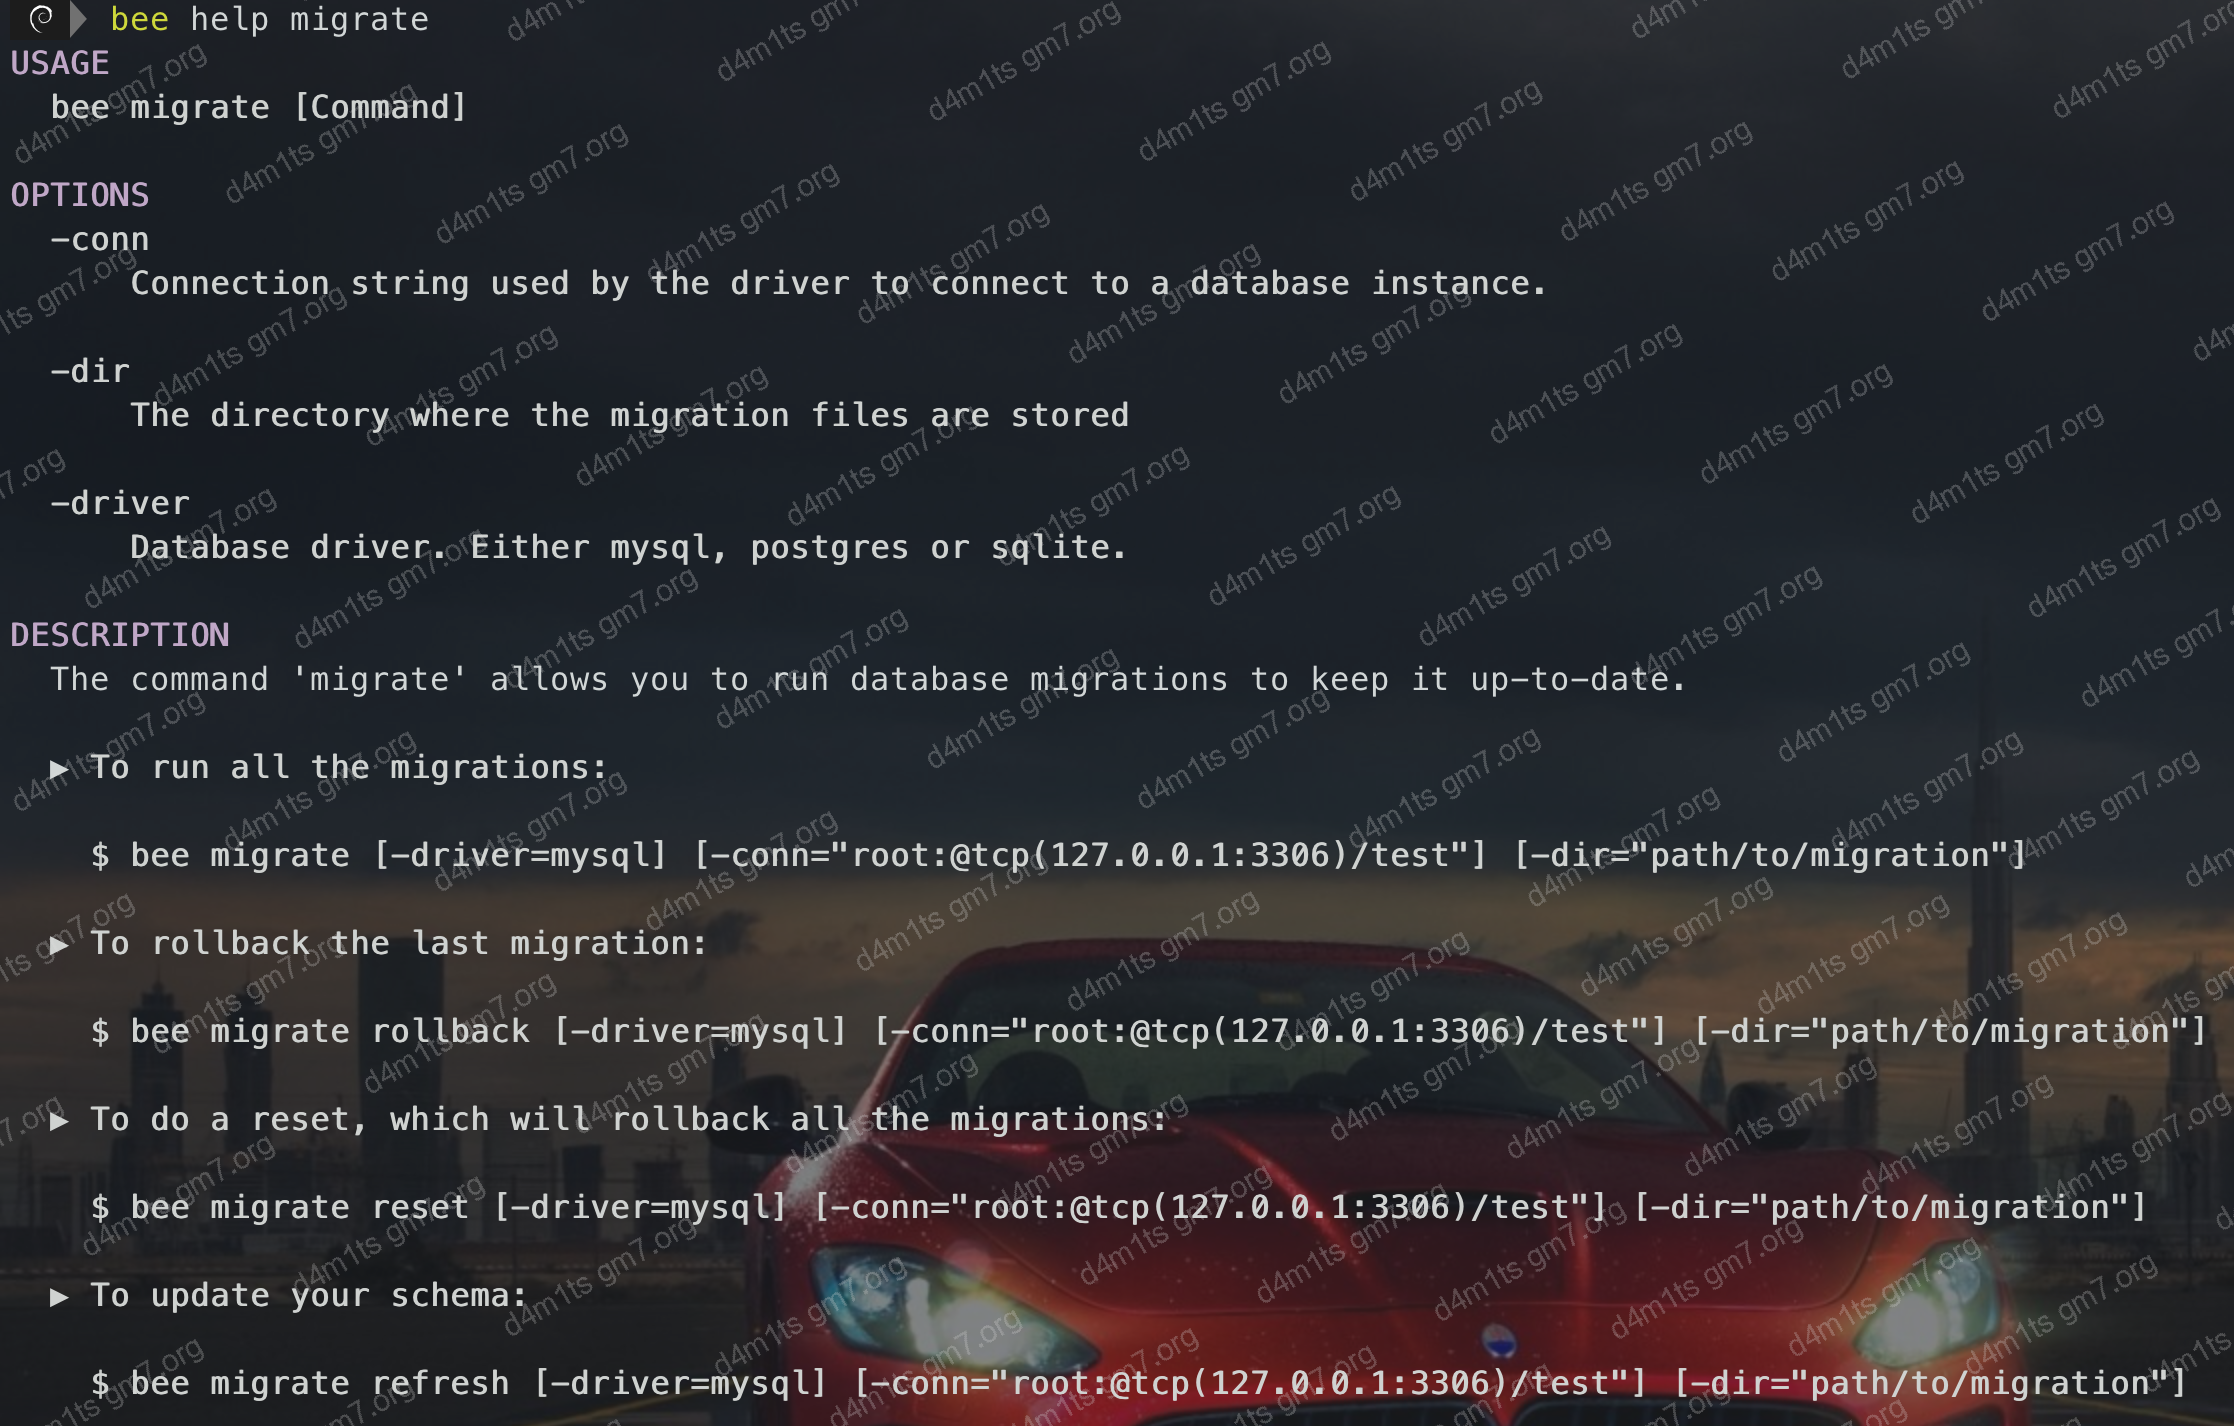 bee help migrate
USAGE
bee migrate [Command]
OPTIONS
-conn
Connection string used by the driver to connect to a database instance.
-dir
The directory where the migration files are stored
-driver
Database driver. Either mysql, postgres or sqlite.
DESCRIPTION
The command 'migrate' allows you to run database migrations to keep it up-to-date.
▶ To run all the migrations:
$ bee migrate [-driver=mysql] [-conn="root:@tcp(127.0.0.1:3306)/test"] [-dir="path/to/migration"]
▶ To rollback the last migration:
$ bee migrate rollback [-driver=mysql] [-conn="root:@tcp(127.0.0.1:3306)/test"] [-dir="path/to/migration"]
▶ To do a reset, which will rollback all the migrations:
$ bee migrate reset [-driver=mysql] [-conn="root:@tcp(127.0.0.1:3306)/test"] [-dir="path/to/migration"]
▶ To update your schema:
$ bee migrate refresh [-driver=mysql] [-conn="root:@tcp(127.0.0.1:3306)/test"] [-dir="path/to/migration"]
d4m1ts gm7.org